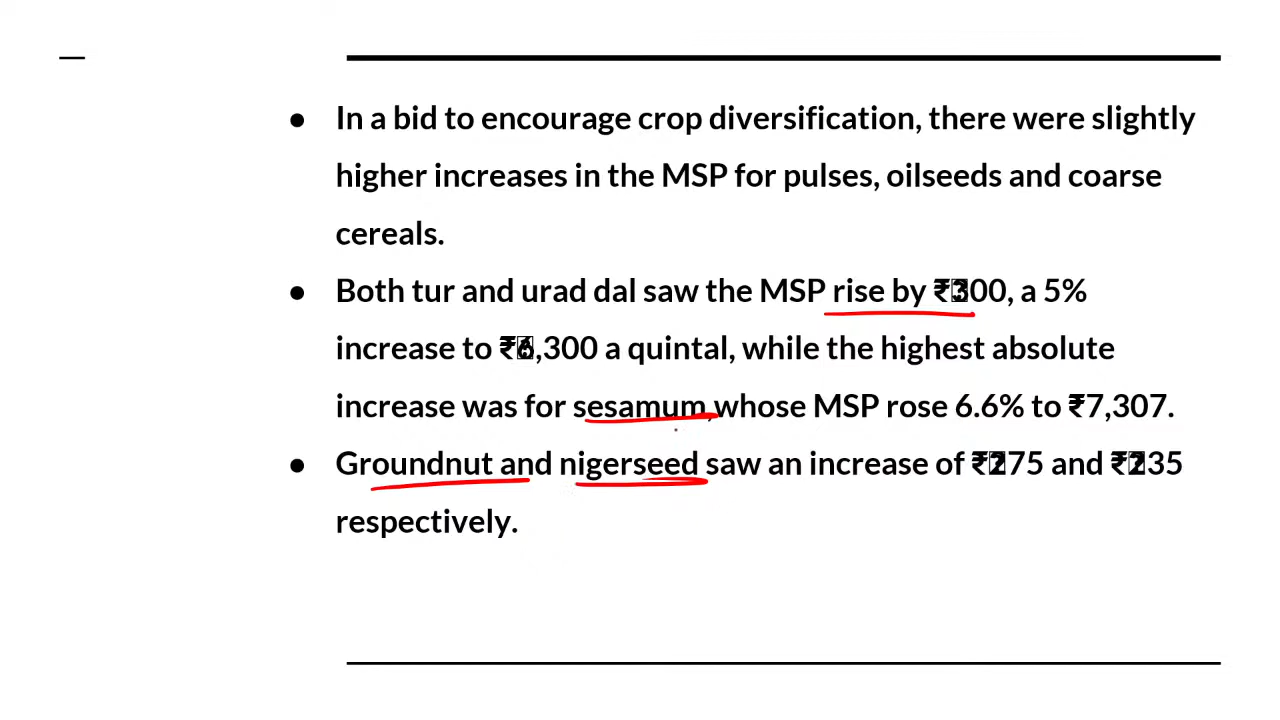 ● In a bid to encourage crop diversification, there were slightly
higher increases in the MSP for pulses, oilseeds and coarse
cereals.
● Both tur and urad dal saw the MSP rise by ₹300, a 5%
increase to ₹6,300 a quintal, while the highest absolute
increase was for sesamum,whose MSP rose 6.6% to ₹7,307.
● Groundnut and nigerseed saw an increase of ₹275 and ₹235
respectively.